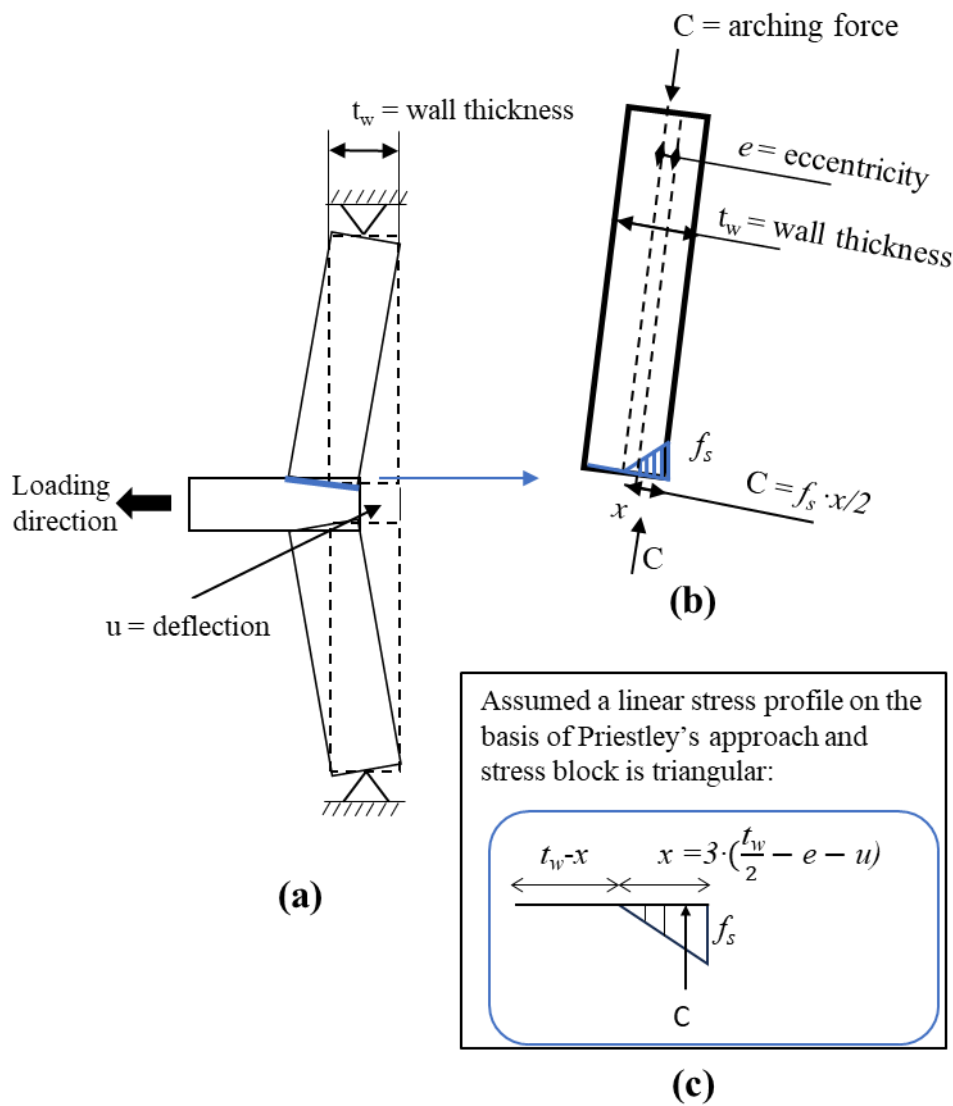 C = arching force
t_w = wall thickness
e = eccentricity
t_w = wall thickness
f_s
C = f_s ·x/2
x
C
(b)
Loading
direction
u = deflection
(a)
Assumed a linear stress profile on the
basis of Priestley’s approach and
stress block is triangular:
t_w-x
x =3·(t_w/2 − e − u)
f_s
C
(c)